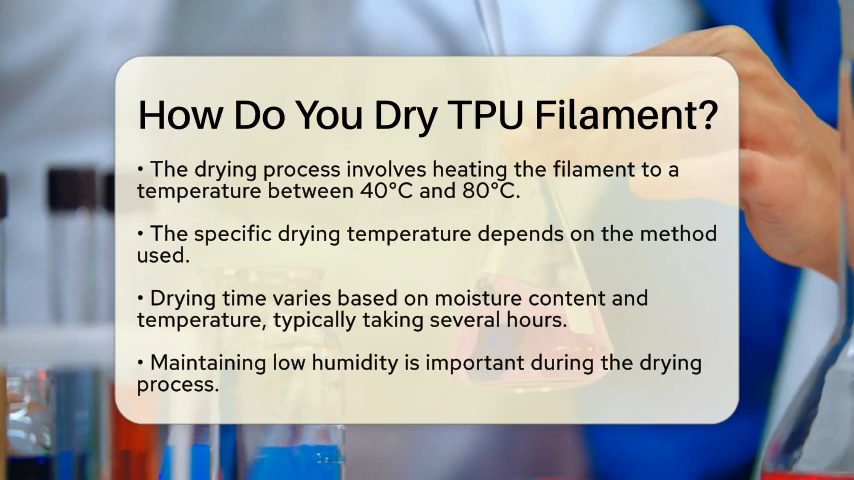 How Do You Dry TPU Filament?
• The drying process involves heating the filament to a
temperature between 40°C and 80°C.
• The specific drying temperature depends on the method
used.
• Drying time varies based on moisture content and
temperature, typically taking several hours.
• Maintaining low humidity is important during the drying
process.